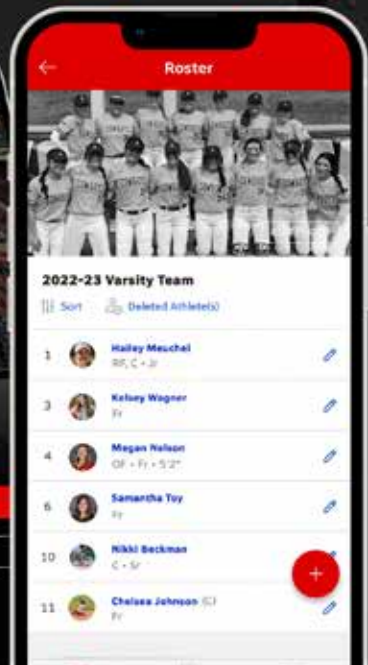 Roster
2022-23 Varsity Team
Sort Deleted Athlete(s)
1 Hailey Meuchel
RF, C • Jr
3 Kelsey Wagner
Fr
4 Megan Nelson
OF • Fr • 5'2"
6 Samantha Toy
Fr
10 Nikki Beckman
C • Sr
11 Chelsea Johnson (C)
Fr